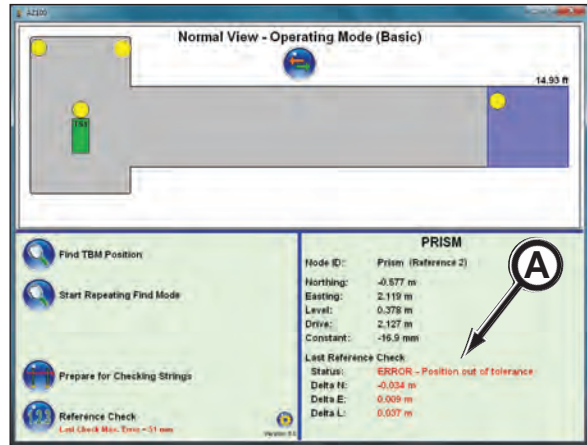 AZ100
Normal View - Operating Mode (Basic)
14.93 ft
Find TBM Position
Start Repeating Find Mode
Prepare for Checking Strings
Reference Check
Last Check Max. Error = 51 mm
PRISM
Node ID: Prism (Reference 2)
Northing: -0.677 m
Easting: 2.119 m
Level: 0.378 m
Drive: 2.127 m
Constant: -16.9 mm
Last Reference Check
Status: ERROR - Position out of tolerance
Delta N: -0.034 m
Delta E: 0.009 m
Delta L: 0.037 m
A